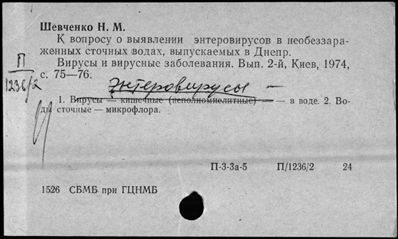 Шевченко Н. М.
К вопросу о выявлении энтеровирусов в необеззара-
женных сточных водах, выпускаемых в Днепр.
Вирусы и вирусные заболевания. Вып. 2-й, Киев, 1974,
с. 75—76.
П
1236/2
Энтеровирусы —
1. Вирусы — кишечные (неполиомиелитные) — в воде. 2. Во-
ды сточные — микрофлора.
П-3-3а-5 П/1236/2 24
1526 СБМБ при ГЦНМБ